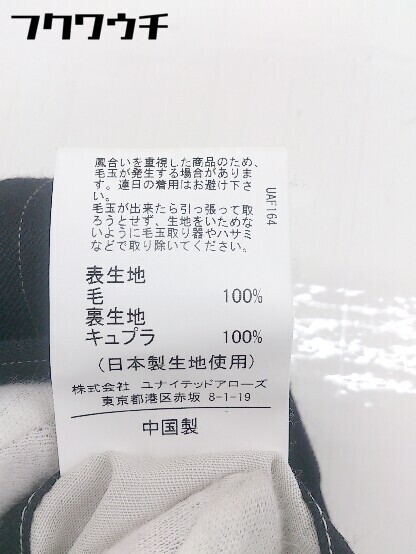 フクワウチ
風合いを重視した商品のため、
毛玉が発生する場合がありま
す。連日の着用はお避け下さ
い。
毛玉が出来たら引っ張って取
ろうとせず、生地をいためな
いように毛玉取り器やハサミ
などで取り除いてください。
UAF164
表生地
毛 100%
裏生地
キュプラ 100%
(日本製生地使用)
株式会社 ユナイテッドアローズ
東京都港区赤坂 8-1-19
中国製